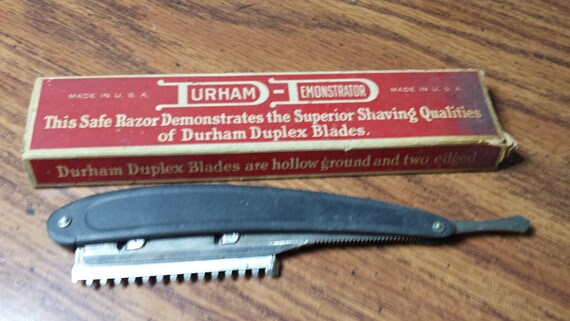 MADE IN U. S. A. DURHAM-DEMONSTRATOR MADE IN U. S. A.
This Safe Razor Demonstrates the Superior Shaving Qualities
of Durham Duplex Blades.
Durham Duplex Blades are hollow ground and two edged